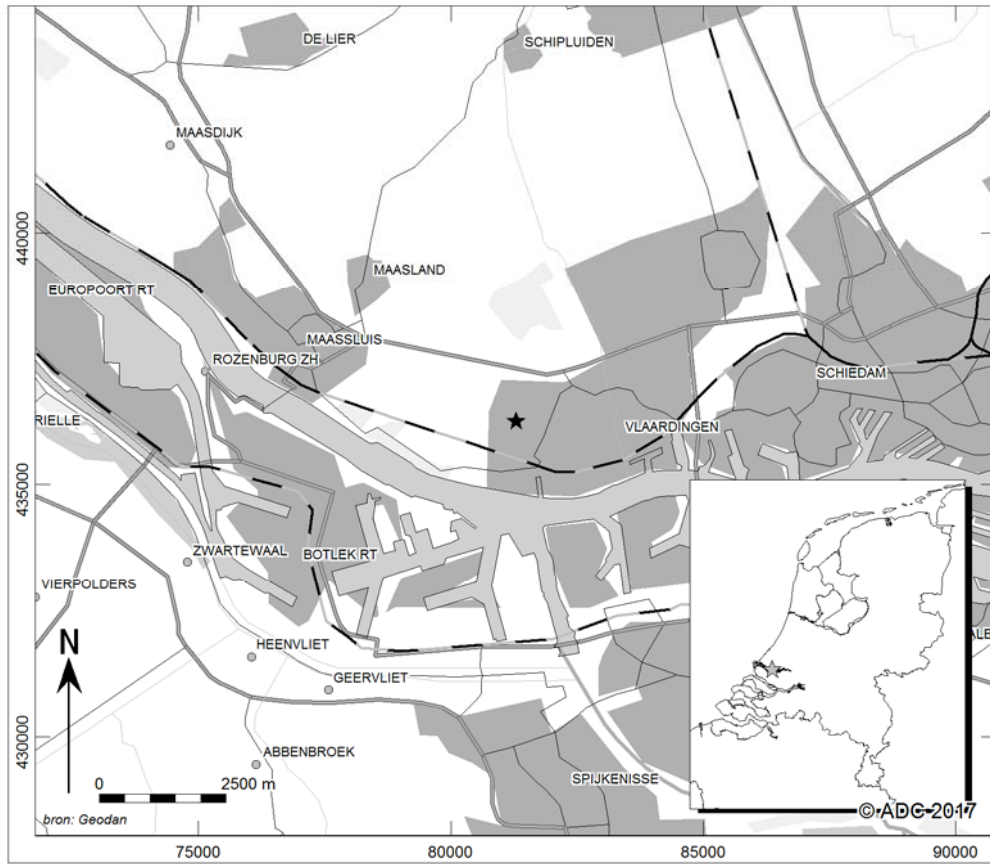 DE LIER
SCHIPLUIDEN
MAASDIJK
440000
MAASLAND
EUROPOORT RT
MAASSLUIS
ROZENBURG ZH
SCHIEDAM
RIELLE
VLAARDINGEN
435000
ZWARTEWAAL
BOTLEK RT
VIERPOLDERS
N
HEENVLIET
ALB
GEERVLIET
430000
ABBENBROEK
SPIJKENISSE
0
2500 m
bron: Geodan
© ADC 2017
75000
80000
85000
90000